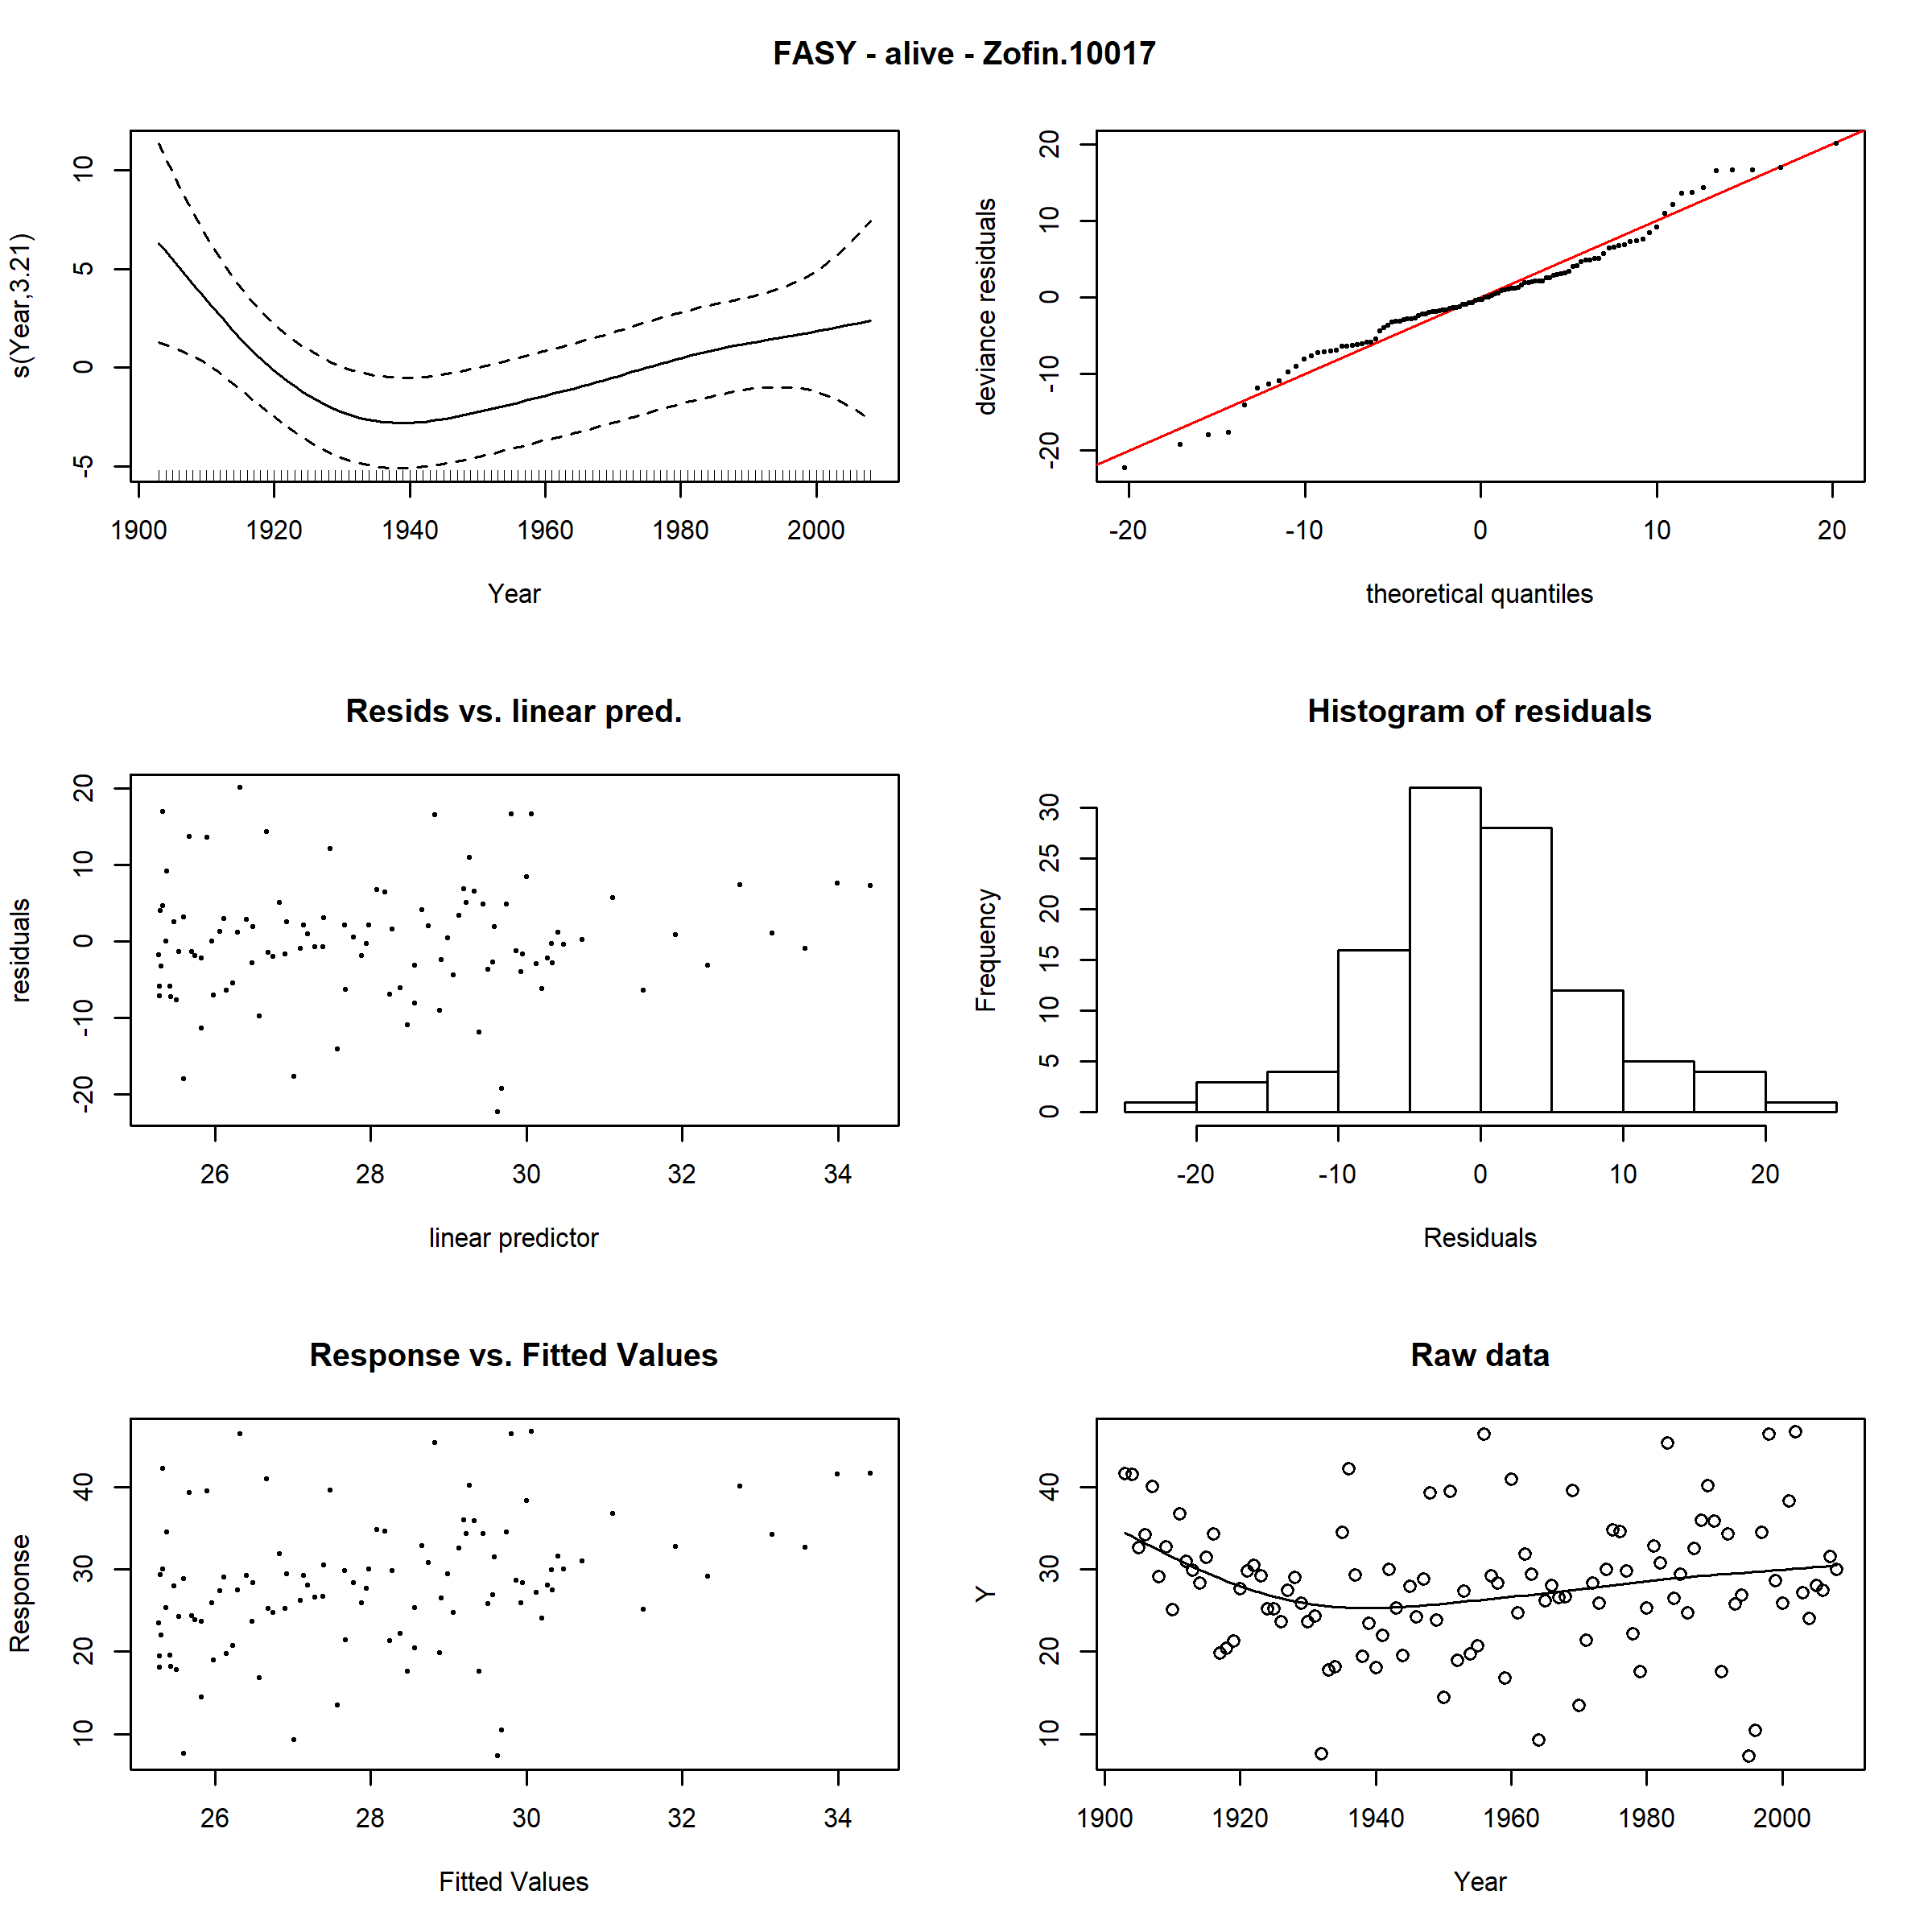 FASY - alive - Zofin.10017
s(Year,3.21)
-5 0 5 10
1900 1920 1940 1960 1980 2000
Year
deviance residuals
-20 -10 0 10 20
-20 -10 0 10 20
theoretical quantiles
Resids vs. linear pred.
residuals
-20 -10 0 10 20
26 28 30 32 34
linear predictor
Histogram of residuals
Frequency
0 5 10 15 20 25 30
-20 -10 0 10 20
Residuals
Response vs. Fitted Values
Response
10 20 30 40
26 28 30 32 34
Fitted Values
Raw data
Y
10 20 30 40
1900 1920 1940 1960 1980 2000
Year